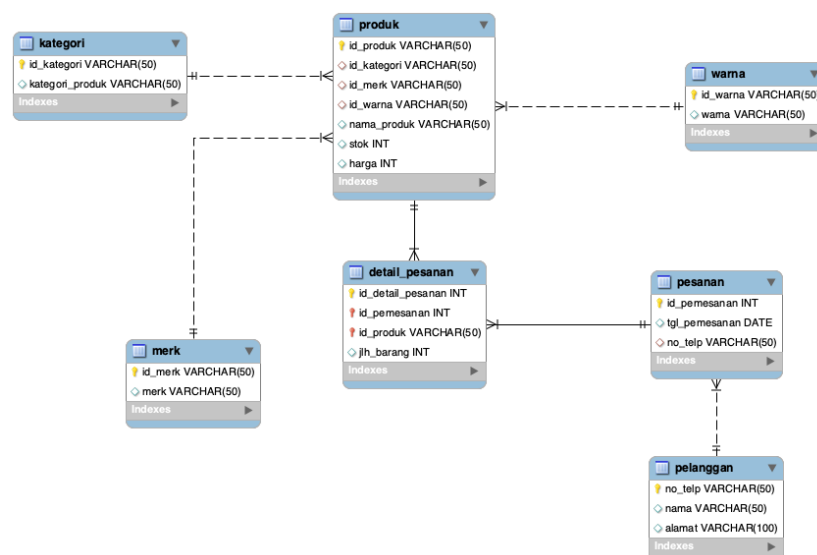 kategori
id_kategori VARCHAR(50)
kategori_produk VARCHAR(50)
Indexes
produk
id_produk VARCHAR(50)
id_kategori VARCHAR(50)
id_merk VARCHAR(50)
id_warna VARCHAR(50)
nama_produk VARCHAR(50)
stok INT
harga INT
Indexes
warna
id_warna VARCHAR(50)
warna VARCHAR(50)
Indexes
merk
id_merk VARCHAR(50)
merk VARCHAR(50)
Indexes
detail_pesanan
id_detail_pesanan INT
id_pemesanan INT
id_produk VARCHAR(50)
jlh_barang INT
Indexes
pesanan
id_pemesanan INT
tgl_pemesanan DATE
no_telp VARCHAR(50)
Indexes
pelanggan
no_telp VARCHAR(50)
nama VARCHAR(50)
alamat VARCHAR(100)
Indexes